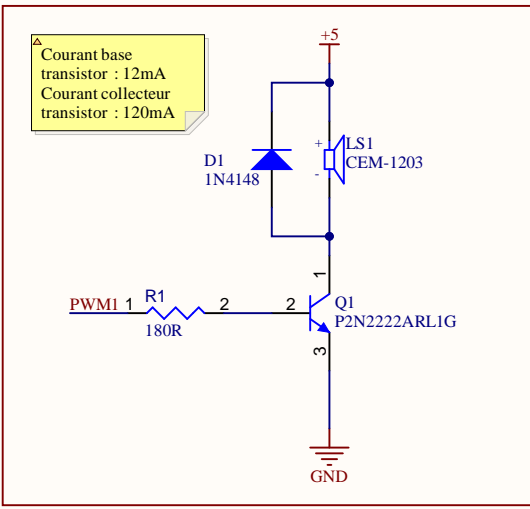 Courant base
transistor : 12mA
Courant collecteur
transistor : 120mA
+5
+
LS1
CEM-1203
-
D1
1N4148
1
PWM1 1 R1 2 2 Q1
180R
P2N2222ARL1G
3
GND